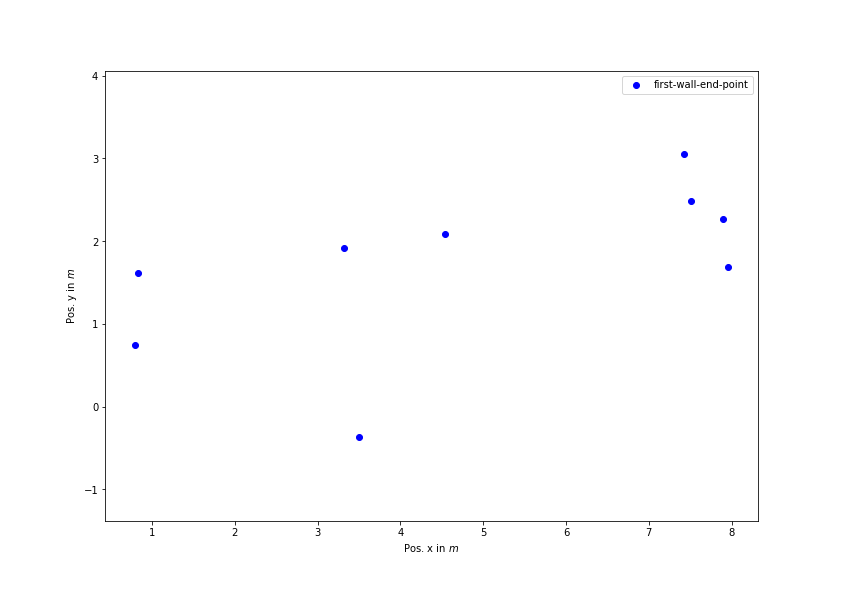 first-wall-end-point
4
3
2
1
0
−1
Pos. y in m
1 2 3 4 5 6 7 8
Pos. x in m